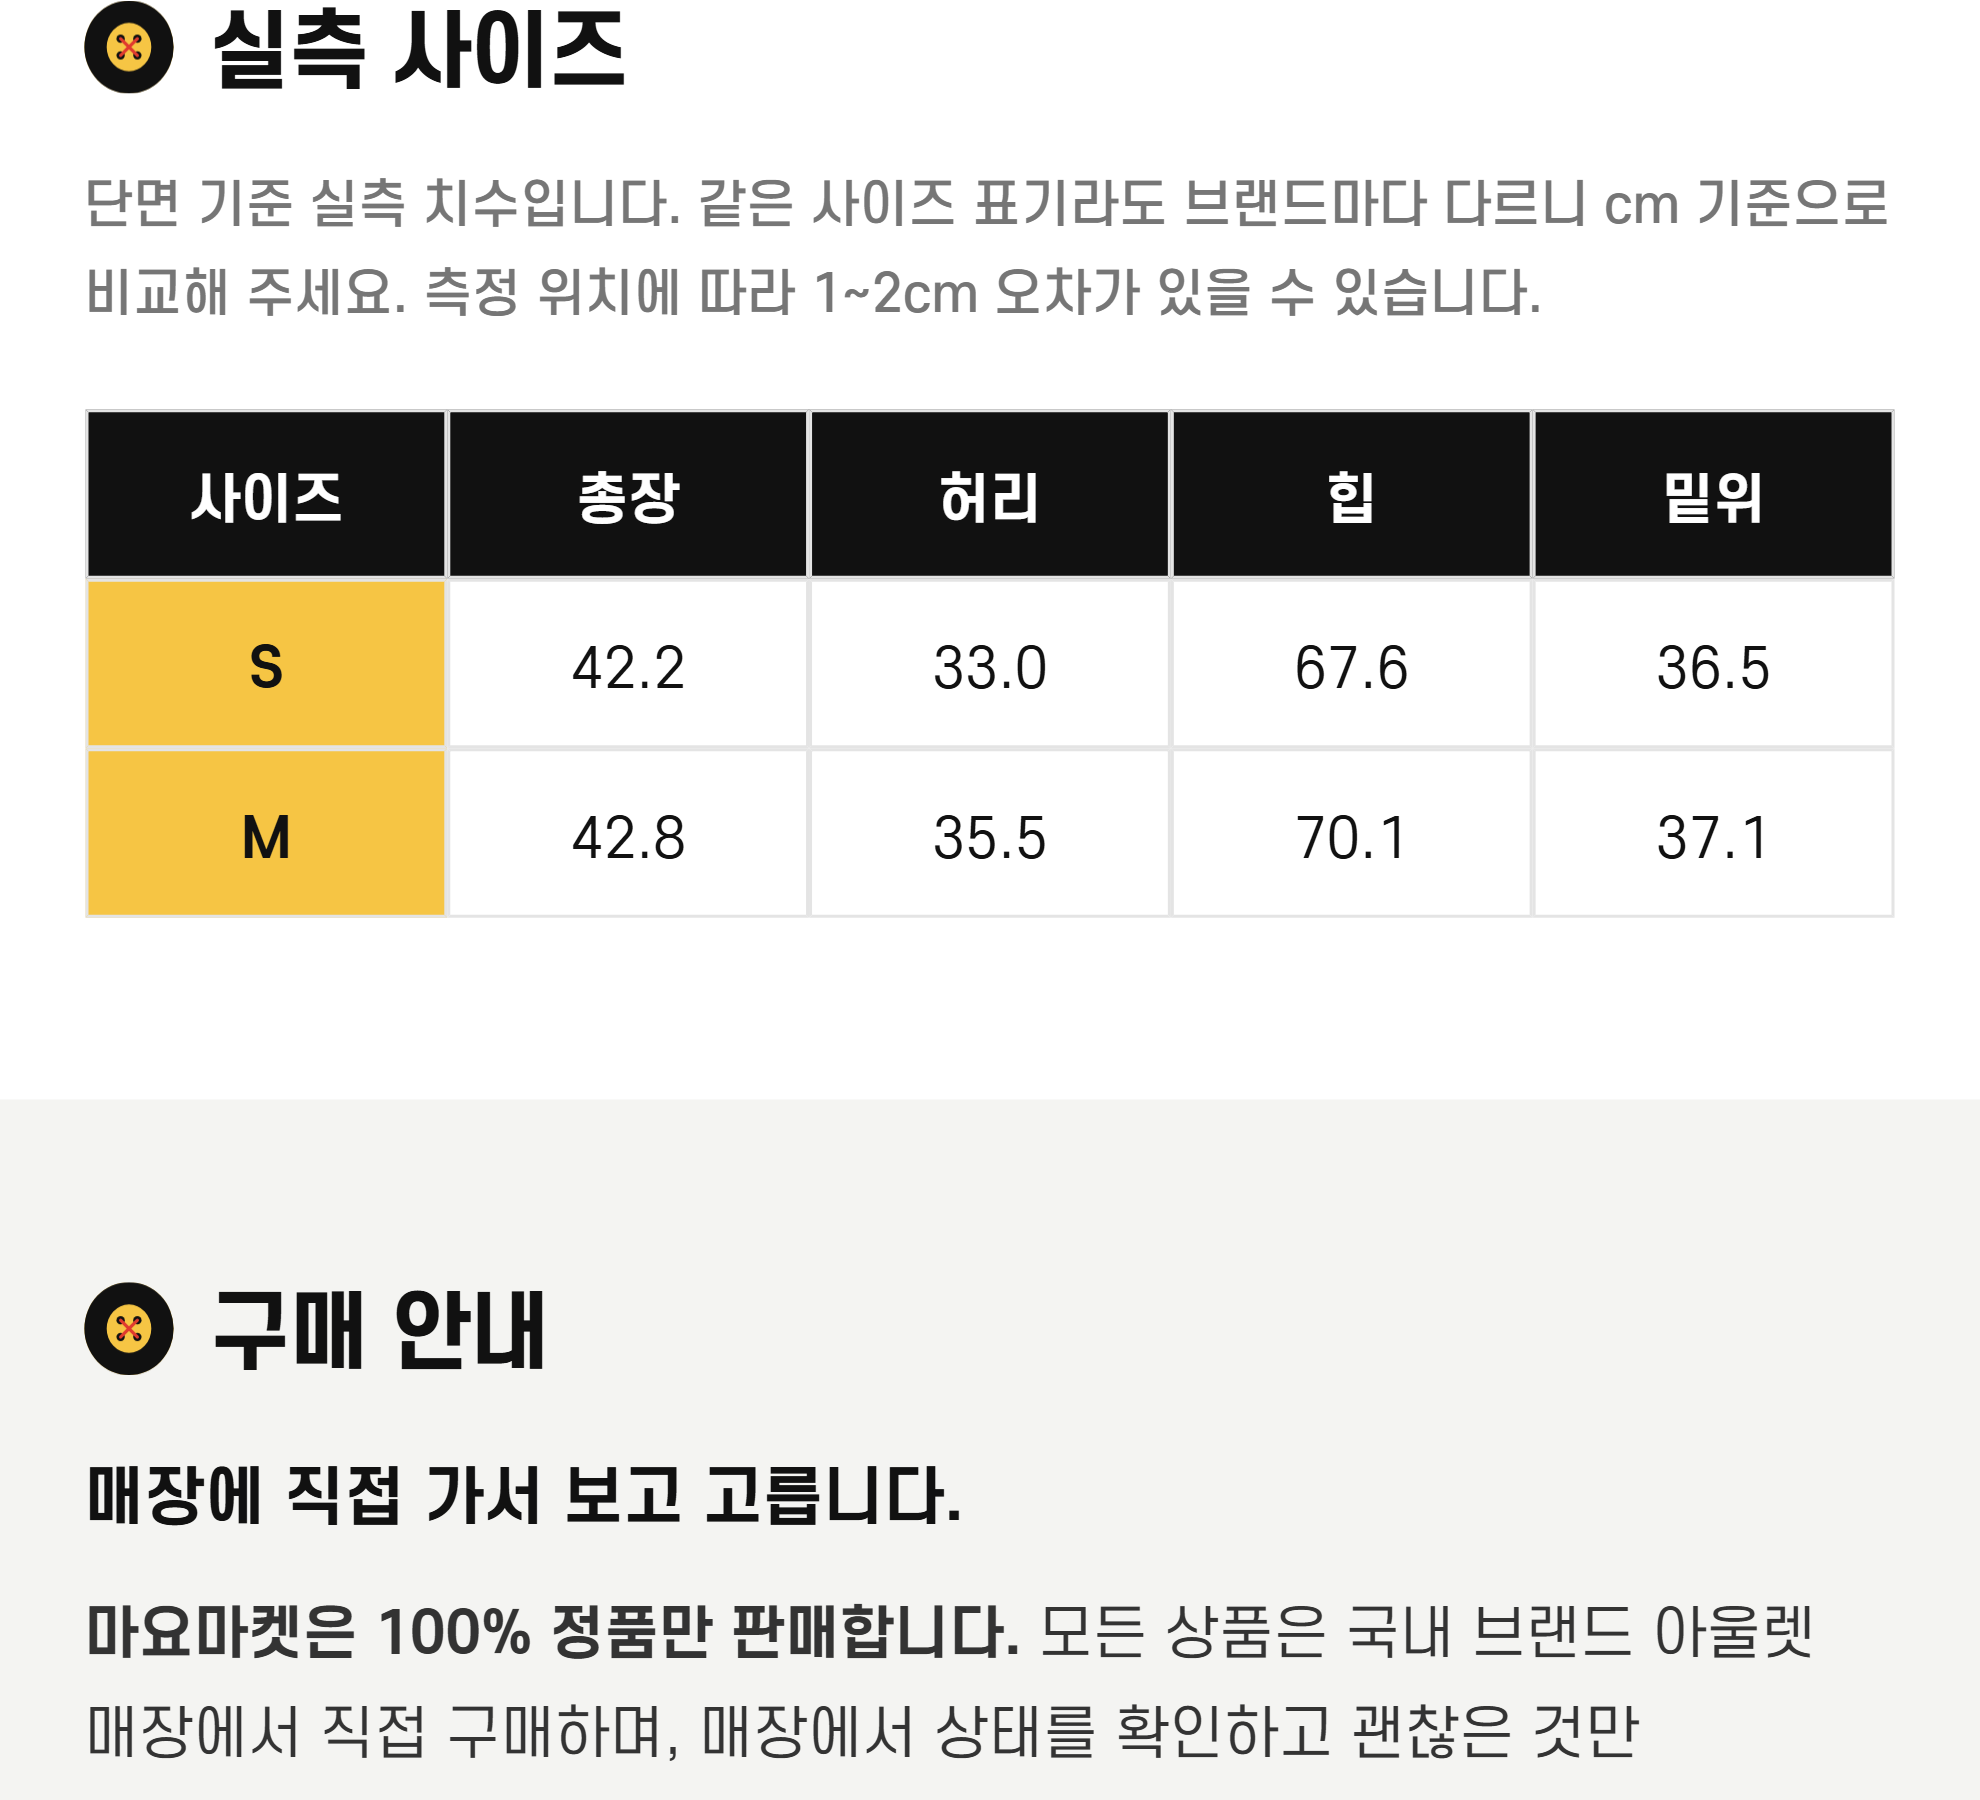 실측 사이즈
단면 기준 실측 치수입니다. 같은 사이즈 표기라도 브랜드마다 다르니 cm 기준으로
비교해 주세요. 측정 위치에 따라 1~2cm 오차가 있을 수 있습니다.
사이즈 총장 허리 힙 밑위
S 42.2 33.0 67.6 36.5
M 42.8 35.5 70.1 37.1
구매 안내
매장에 직접 가서 보고 고릅니다.
마요마켓은 100% 정품만 판매합니다. 모든 상품은 국내 브랜드 아울렛
매장에서 직접 구매하며, 매장에서 상태를 확인하고 괜찮은 것만